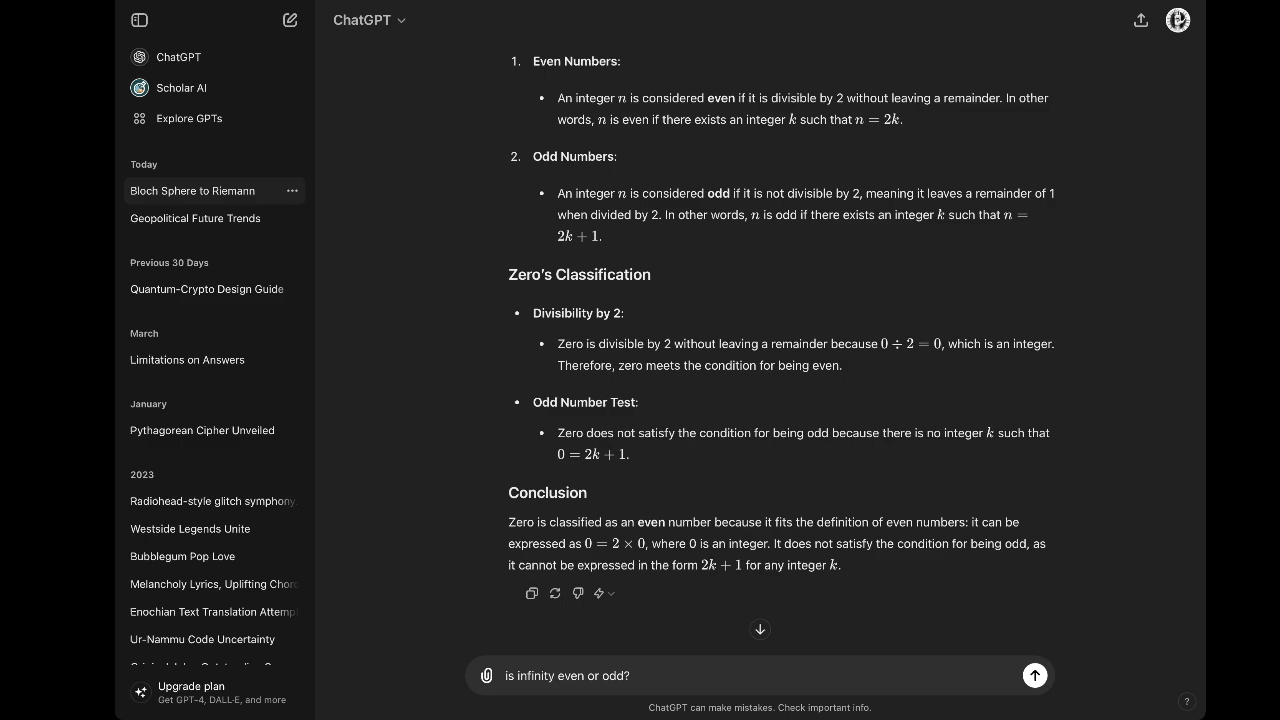 ChatGPT
Scholar AI
Explore GPTs
Today
Bloch Sphere to Riemann
Geopolitical Future Trends
Previous 30 Days
Quantum-Crypto Design Guide
March
Limitations on Answers
January
Pythagorean Cipher Unveiled
2023
Radiohead-style glitch symphony.
Westside Legends Unite
Bubblegum Pop Love
Melancholy Lyrics, Uplifting Chor
Enochian Text Translation Attemp
Ur-Nammu Code Uncertainty
Upgrade plan
Get GPT-4, DALL·E, and more
ChatGPT
1. Even Numbers:
• An integer n is considered even if it is divisible by 2 without leaving a remainder. In other
words, n is even if there exists an integer k such that n = 2k.
2. Odd Numbers:
• An integer n is considered odd if it is not divisible by 2, meaning it leaves a remainder of 1
when divided by 2. In other words, n is odd if there exists an integer k such that n =
2k + 1.
Zero’s Classification
• Divisibility by 2:
• Zero is divisible by 2 without leaving a remainder because 0 ÷ 2 = 0, which is an integer.
Therefore, zero meets the condition for being even.
• Odd Number Test:
• Zero does not satisfy the condition for being odd because there is no integer k such that
0 = 2k + 1.
Conclusion
Zero is classified as an even number because it fits the definition of even numbers: it can be
expressed as 0 = 2 × 0, where 0 is an integer. It does not satisfy the condition for being odd, as
it cannot be expressed in the form 2k + 1 for any integer k.
is infinity even or odd?
ChatGPT can make mistakes. Check important info.
?